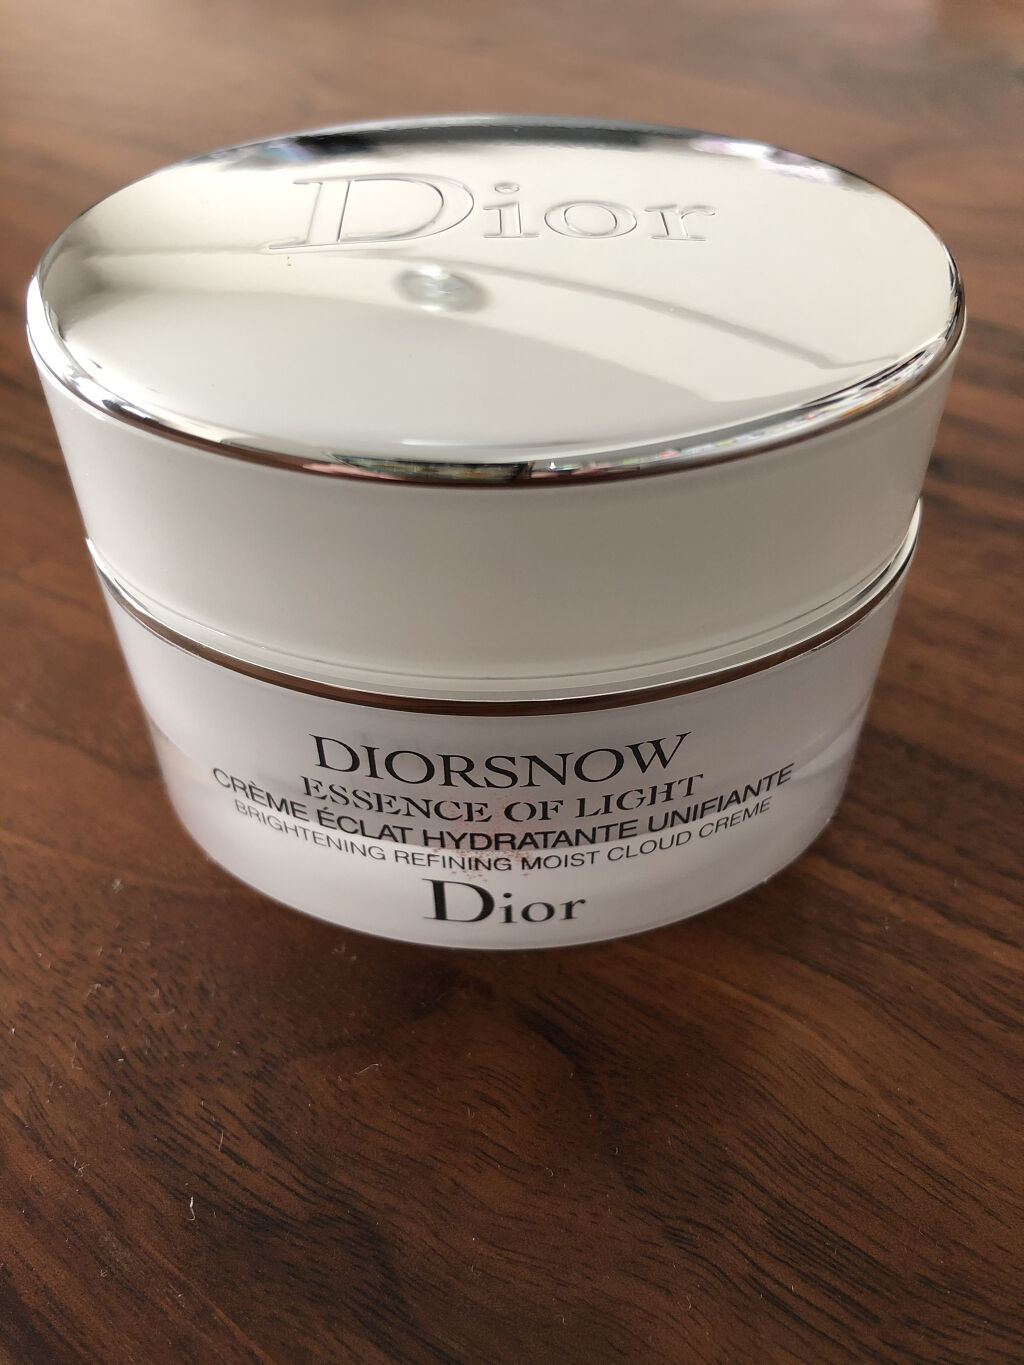 Dior
DIORSNOW
ESSENCE OF LIGHT
CRÈME ÉCLAT HYDRATANTE UNIFIANTE
BRIGHTENING REFINING MOIST CLOUD CREME
Dior